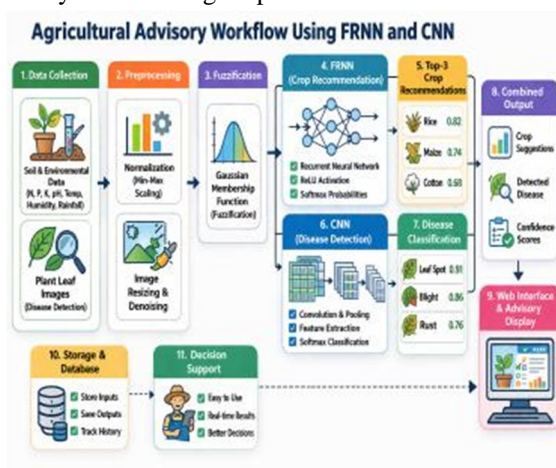 Agricultural Advisory Workflow Using FRNN and CNN
1. Data Collection
Soil & Environmental
Data
(N, P, K, pH, Temp,
Humidity, Rainfall)
Plant Leaf
Images
(Disease Detection)
2. Preprocessing
Normalization
(Min-Max
Scaling)
Image
Resizing &
Denoising
3. Fuzzification
Gaussian
Membership
Function
(Fuzzification)
4. FRNN
(Crop Recommendation)
Recurrent Neural Network
ReLU Activation
Softmax Probabilities
5. Top-3
Crop
Recommendations
Rice 0.82
Maize 0.74
Cotton 0.68
6. CNN
(Disease Detection)
Convolution & Pooling
Feature Extraction
Softmax Classification
7. Disease
Classification
Leaf Spot 0.91
Blight 0.86
Rust 0.76
8. Combined
Output
Crop
Suggestions
Detected
Disease
Confidence
Scores
9. Web Interface
& Advisory
Display
10. Storage &
Database
Store Inputs
Save Outputs
Track History
11. Decision
Support
Easy to Use
Real-time Results
Better Decisions